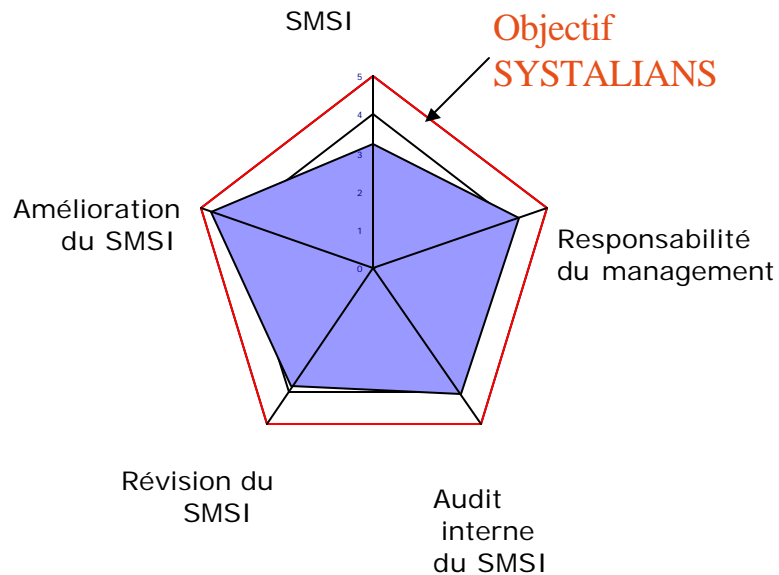 SMSI
Objectif
SYSTALIANS
5
4
3
2
1
0
Amélioration
du SMSI
Responsabilité
du management
Révision du
SMSI
Audit
interne
du SMSI